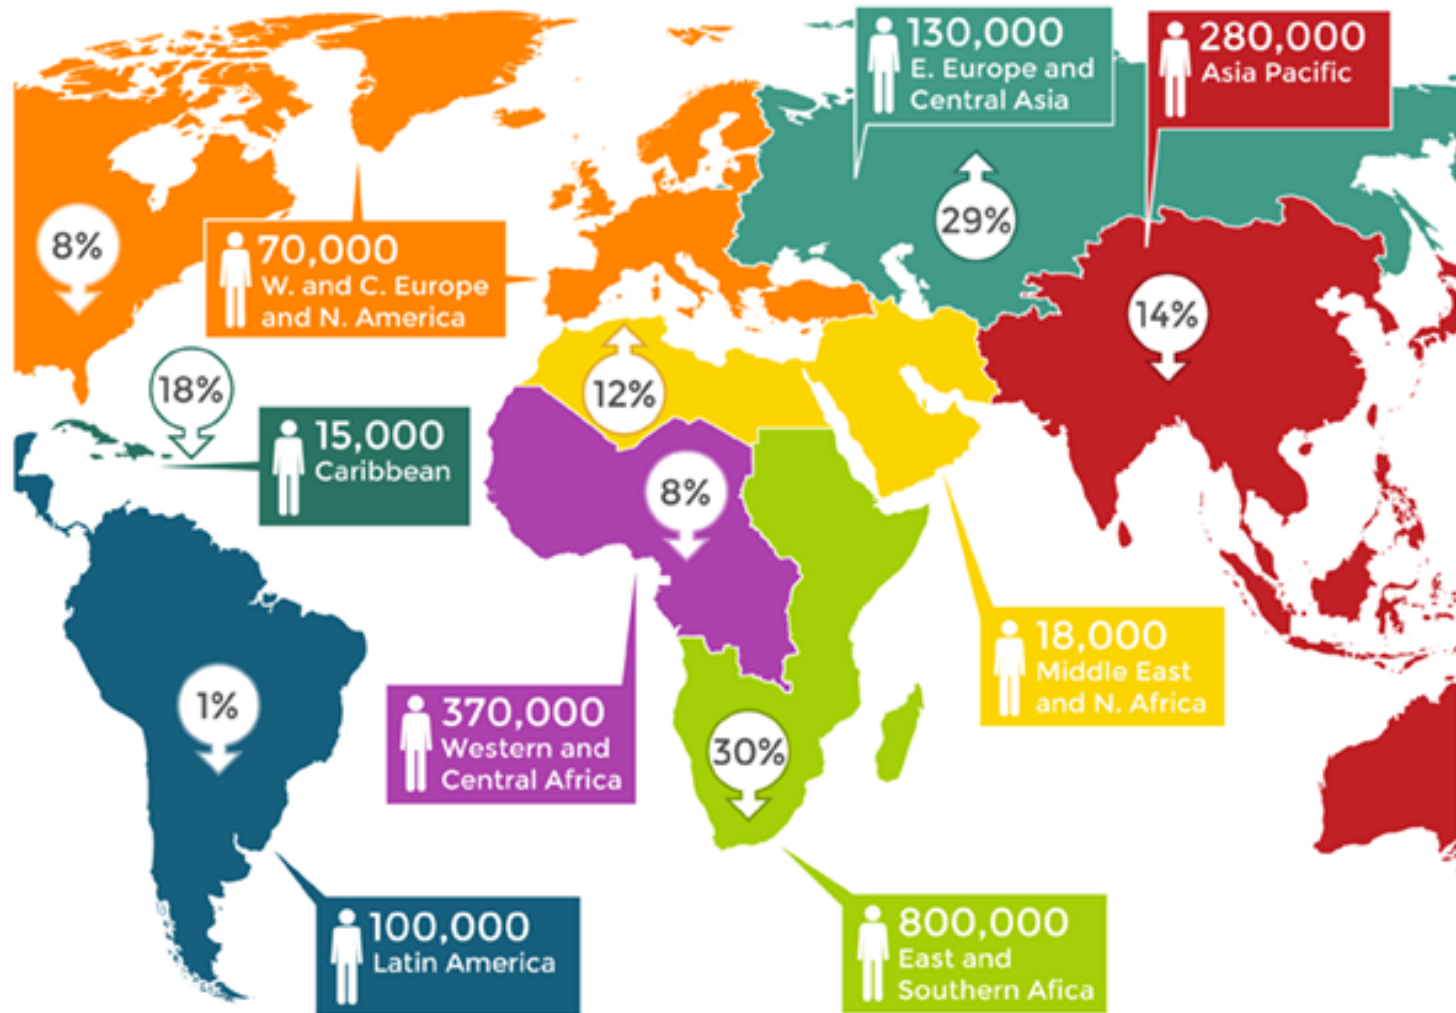 130,000
E. Europe and
Central Asia
280,000
Asia Pacific
8%
70,000
W. and C. Europe
and N. America
29%
14%
18%
15,000
Caribbean
12%
8%
18,000
Middle East
and N. Africa
1%
370,000
Western and
Central Africa
30%
100,000
Latin America
800,000
East and
Southern Afica